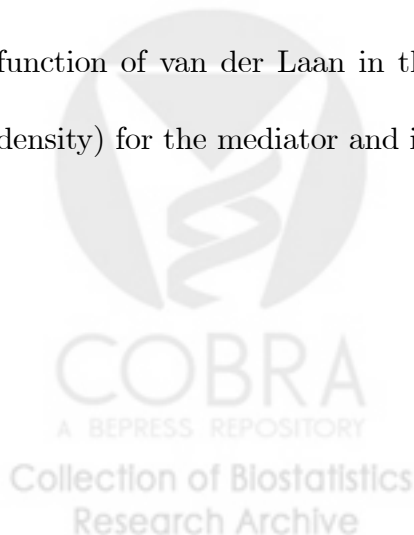 function of van der Laan in t
density) for the mediator and i
COBRA
A BEPRESS REPOSITORY
Collection of Biostatistics
Research Archive